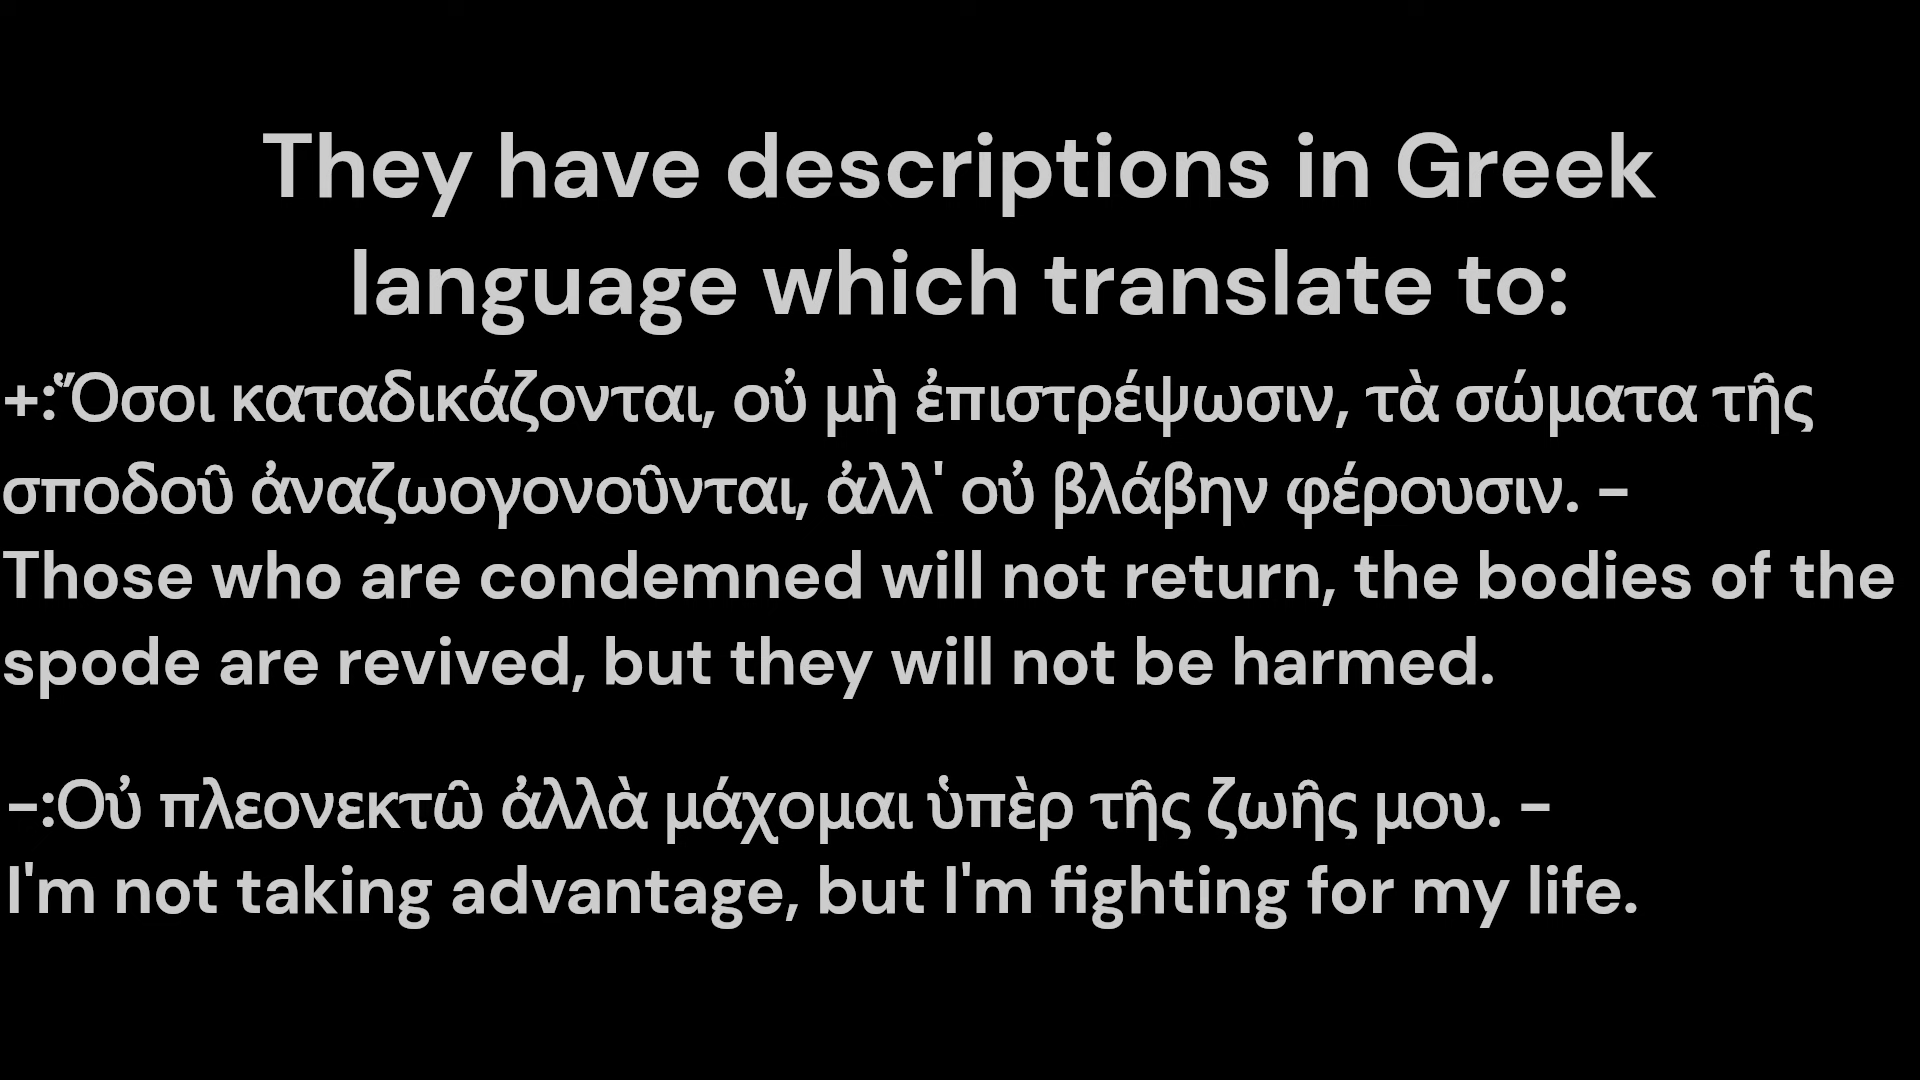 They have descriptions in Greek
language which translate to:
+:Ὅσοι καταδικάζονται, οὐ μὴ ἐπιστρέψωσιν, τὰ σώματα τῆς
σποδοῦ ἀναζωογονοῦνται, ἀλλ' οὐ βλάβην φέρουσιν. –
Those who are condemned will not return, the bodies of the
spode are revived, but they will not be harmed.
–:Οὐ πλεονεκτῶ ἀλλὰ μάχομαι ὑπὲρ τῆς ζωῆς μου. –
I'm not taking advantage, but I'm fighting for my life.